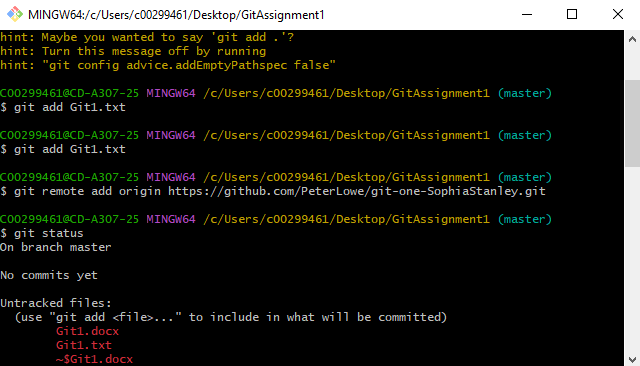 MINGW64:/c/Users/c00299461/Desktop/GitAssignment1
hint: Maybe you wanted to say 'git add .'?
hint: Turn this message off by running
hint: "git config advice.addEmptyPathspec false"
C00299461@CD-A307-25 MINGW64 /c/Users/c00299461/Desktop/GitAssignment1 (master)
$ git add Git1.txt
C00299461@CD-A307-25 MINGW64 /c/Users/c00299461/Desktop/GitAssignment1 (master)
$ git add Git1.txt
C00299461@CD-A307-25 MINGW64 /c/Users/c00299461/Desktop/GitAssignment1 (master)
$ git remote add origin https://github.com/PeterLowe/git-one-SophiaStanley.git
C00299461@CD-A307-25 MINGW64 /c/Users/c00299461/Desktop/GitAssignment1 (master)
$ git status
On branch master
No commits yet
Untracked files:
(use "git add <file>..." to include in what will be committed)
Git1.docx
Git1.txt
~$Git1.docx